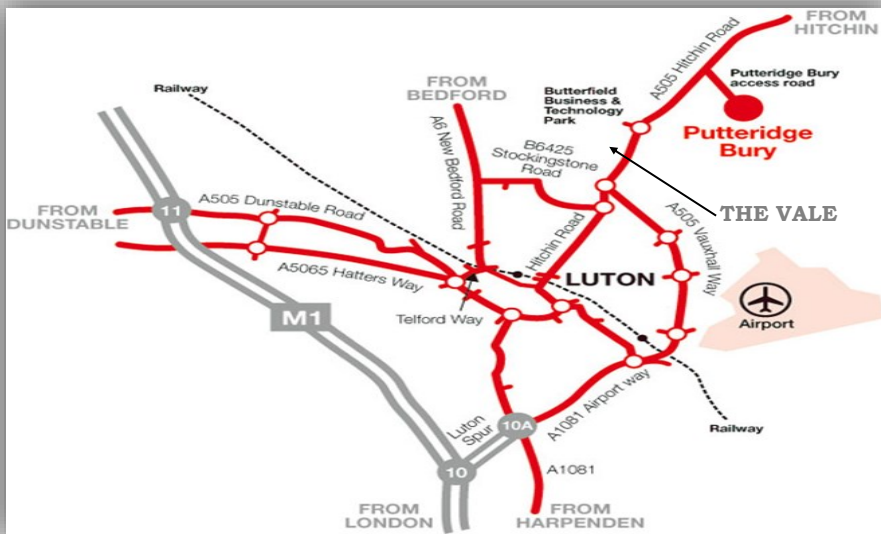 FROM
HITCHIN
Railway
FROM
BEDFORD
A505 Hitchin Road
Putteridge Bury
access road
Butterfield
Business &
Technology
Park
Putteridge
Bury
A6 New Bedford Road
B6425
Stockingstone
Road
A505 Dunstable Road
11
FROM
DUNSTABLE
THE VALE
Hitchin Road
A505 Vauxhall Way
A5065 Hatters Way
LUTON
M1
Telford Way
Airport
A1081 Airport way
Luton
Spur
10A
Railway
10
A1081
FROM
LONDON
FROM
HARPENDEN